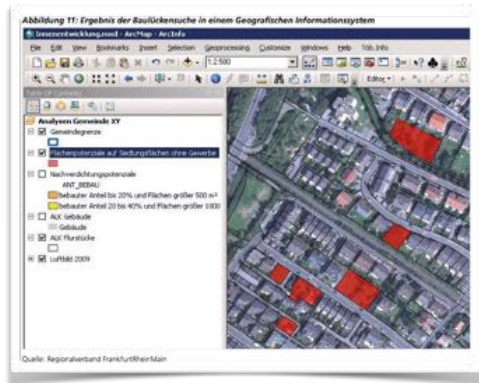 Abbildung 11: Ergebnis der Baulückensuche in einem Geografischen Informationssystem
Innenentwicklung.mxd - ArcMap - ArcInfo
File Edit View Bookmarks Insert Selection Geoprocessing Customize Windows Help Tob.Info
1:2.500
Editor
Table Of Contents
Analysen Gemeinde XY
Gemeindegrenze
Flächenpotenziale auf Siedlungsflächen ohne Gewerbe
Nachverdichtungspotenziale
ANT_BEBAU
bebauter Anteil bis 20% und Flächen größer 500 m²
bebauter Anteil 20 bis 40% und Flächen größer 1000
ALK Gebäude
Gebäude
ALK Flurstücke
Luftbild 2009
Quelle: Regionalverband FrankfurtRheinMain